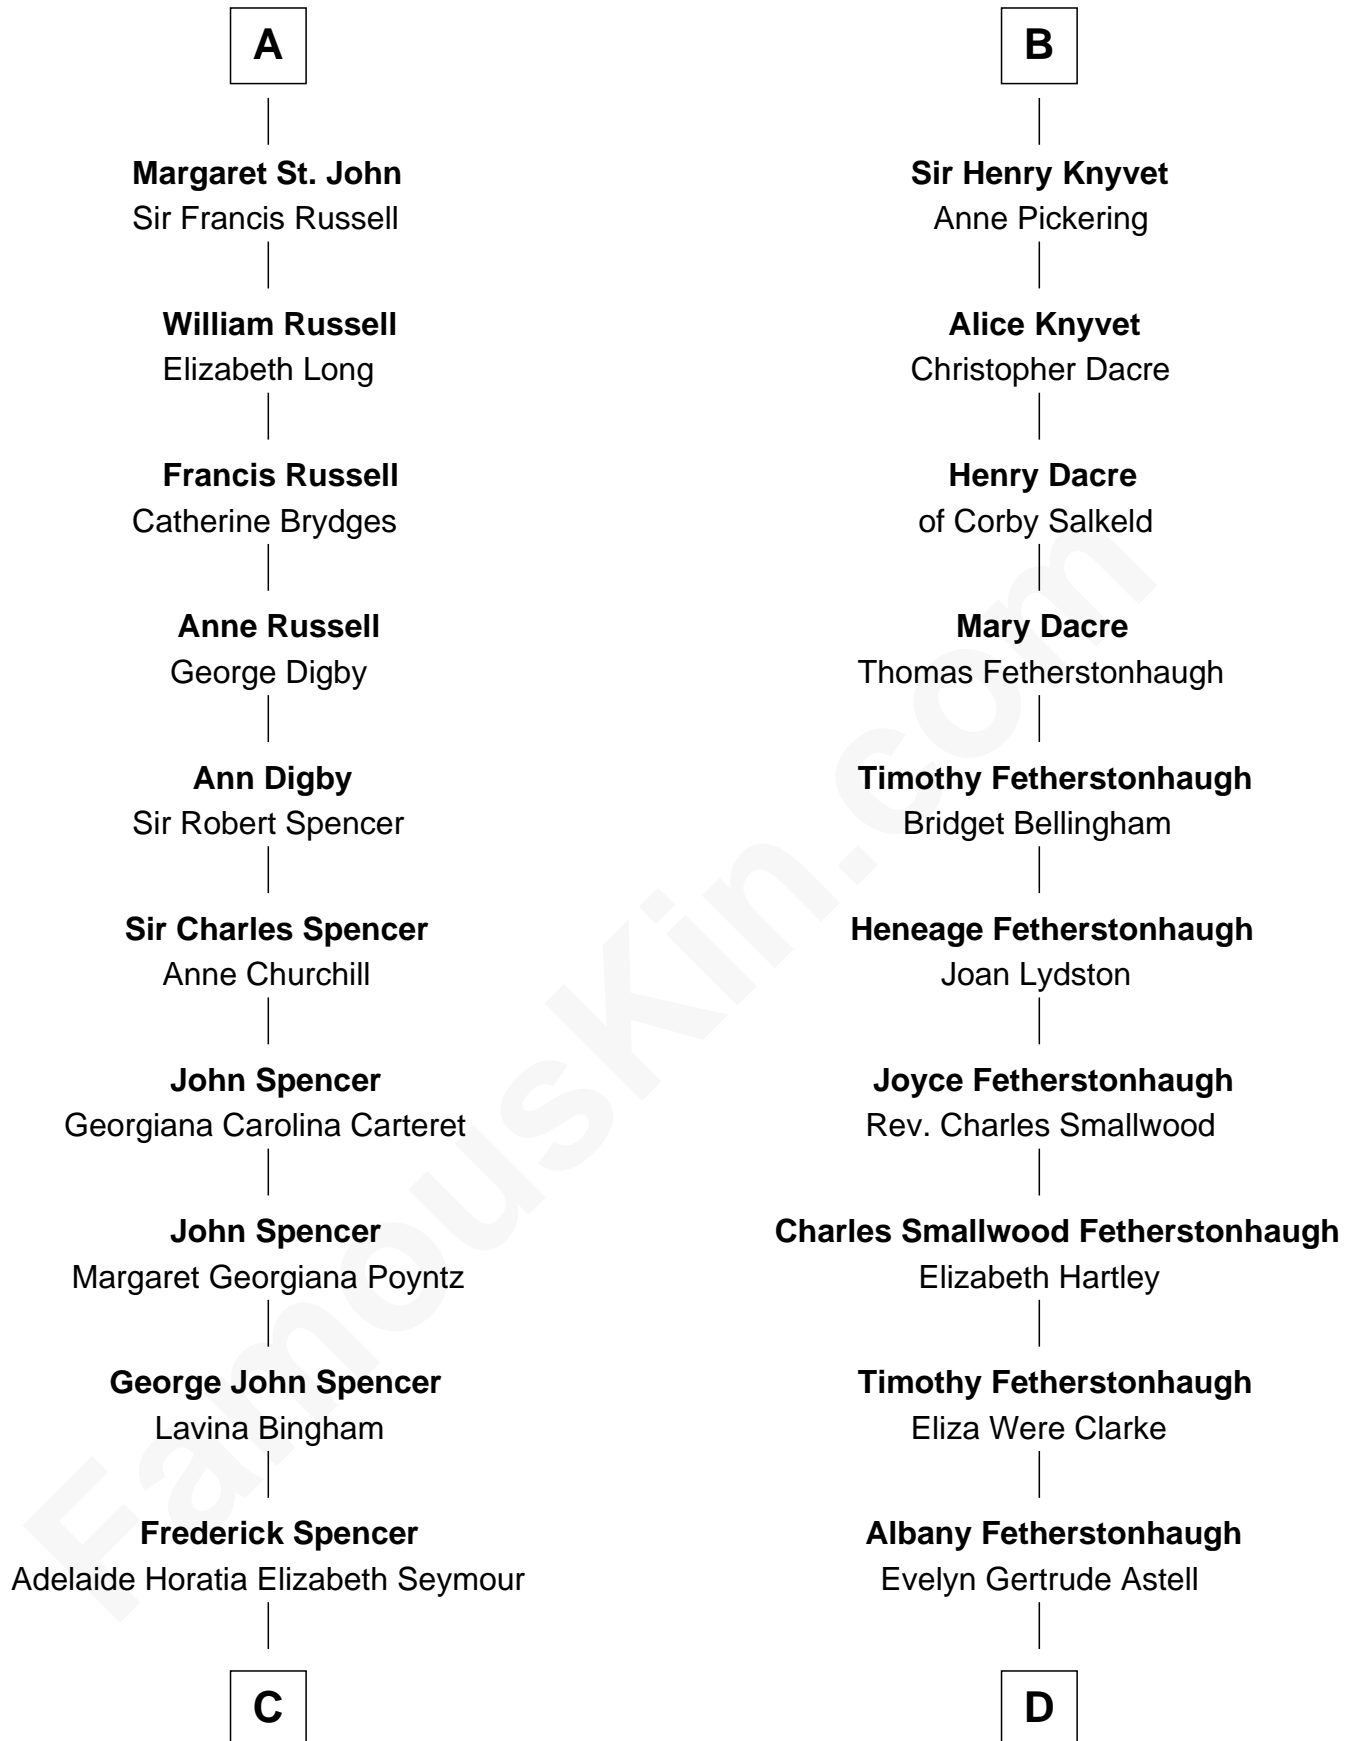 A
Margaret St. John
Sir Francis Russell
William Russell
Elizabeth Long
Francis Russell
Catherine Brydges
Anne Russell
George Digby
Ann Digby
Sir Robert Spencer
Sir Charles Spencer
Anne Churchill
John Spencer
Georgiana Carolina Carteret
John Spencer
Margaret Georgiana Poyntz
George John Spencer
Lavina Bingham
Frederick Spencer
Adelaide Horatia Elizabeth Seymour
C
B
Sir Henry Knyvet
Anne Pickering
Alice Knyvet
Christopher Dacre
Henry Dacre
of Corby Salkeld
Mary Dacre
Thomas Fetherstonhaugh
Timothy Fetherstonhaugh
Bridget Bellingham
Heneage Fetherstonhaugh
Joan Lydston
Joyce Fetherstonhaugh
Rev. Charles Smallwood
Charles Smallwood Fetherstonhaugh
Elizabeth Hartley
Timothy Fetherstonhaugh
Eliza Were Clarke
Albany Fetherstonhaugh
Evelyn Gertrude Astell
D
FamousKin.com